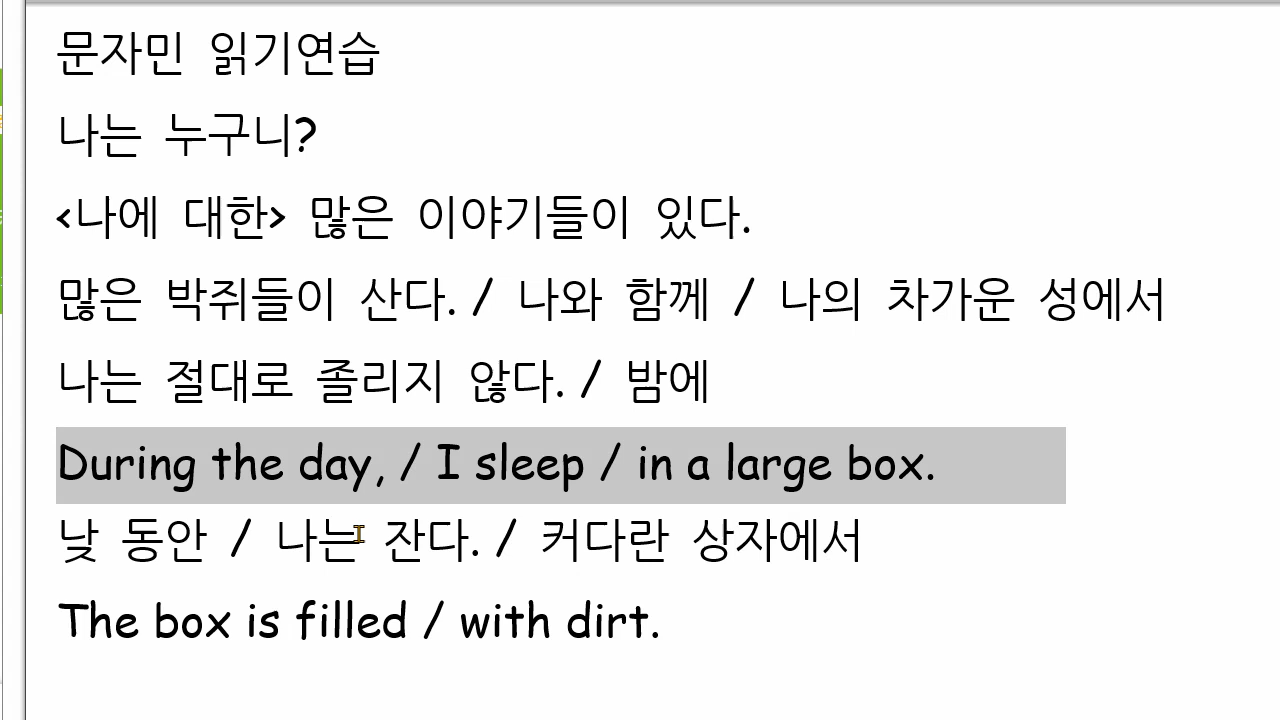 문자민 읽기연습
나는 누구니?
<나에 대한> 많은 이야기들이 있다.
많은 박쥐들이 산다. / 나와 함께 / 나의 차가운 성에서
나는 절대로 졸리지 않다. / 밤에
During the day, / I sleep / in a large box.
낮 동안 / 나는 잔다. / 커다란 상자에서
The box is filled / with dirt.